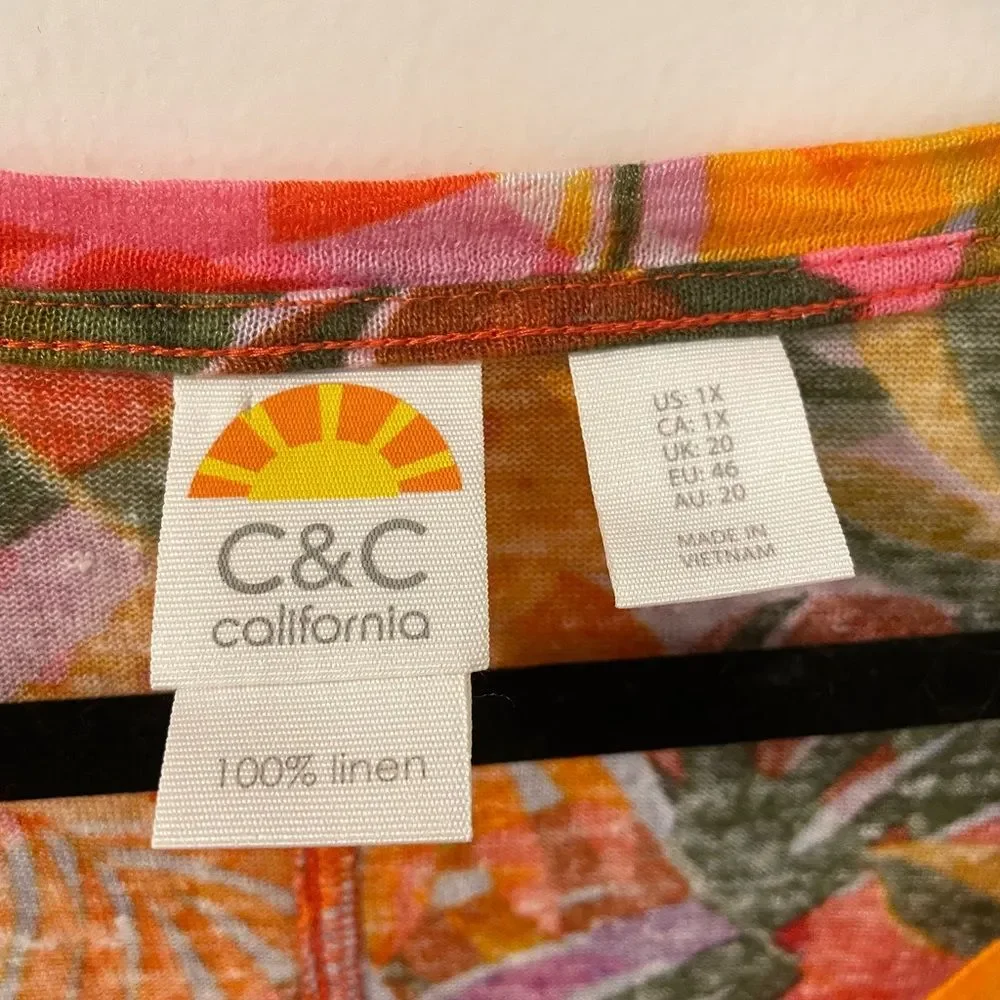 C&C
california
100% linen
US: 1X
CA: 1X
UK: 20
EU: 46
AU: 20
MADE IN
VIETNAM